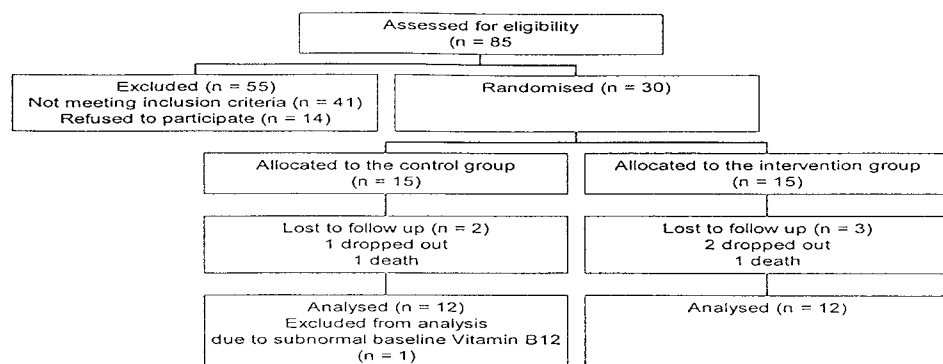 Assessed for eligibility
(n = 85
Excluded (n = 55)
Not meeting inclusion criteria (n = 41)
Refused to participate (n = 14)
Randomised (n = 30)
Allocated to the control group
(n = 15)
Allocated to the intervention group
(n = 15)
Lost to follow up (n = 2)
1 dropped out
1 death
Lost to follow up (n = 3)
2 dropped out
1 death
Analysed (n = 12)
Excluded from analysis
due to subnormal baseline Vitamin B12
(n = 1)
Analysed (n = 12)